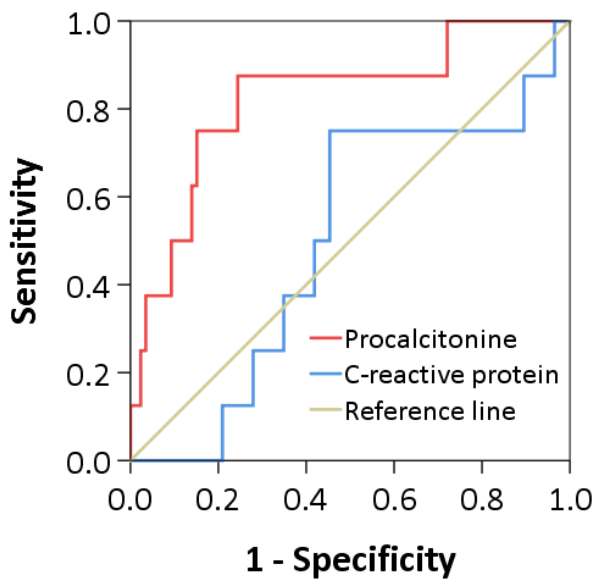 Sensitivity
1.0
0.8
0.6
0.4
0.2
0.0
Procalcitonine
C-reactive protein
Reference line
0.0 0.2 0.4 0.6 0.8 1.0
1 - Specificity